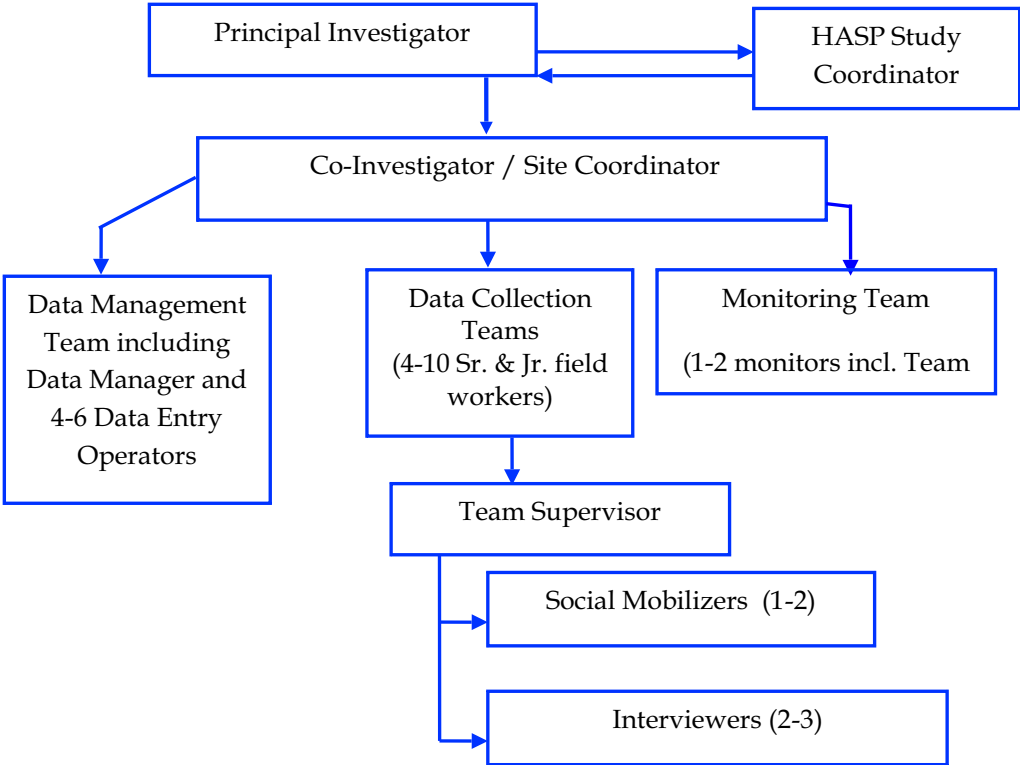 Principal Investigator
HASP Study
Coordinator
Co-Investigator / Site Coordinator
Data Management
Team including
Data Manager and
4-6 Data Entry
Operators
Data Collection
Teams
(4-10 Sr. & Jr. field
workers)
Monitoring Team
(1-2 monitors incl. Team
Team Supervisor
Social Mobilizers (1-2)
Interviewers (2-3)